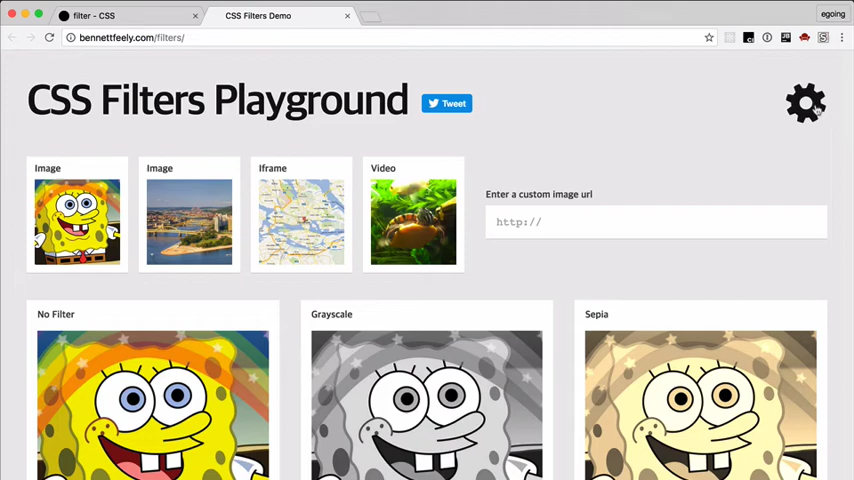 filter - CSS
CSS Filters Demo
egoing
bennettfeely.com/filters/
CSS Filters Playground
Tweet
Image
Image
Iframe
Video
Enter a custom image url
http://
No Filter
Grayscale
Sepia